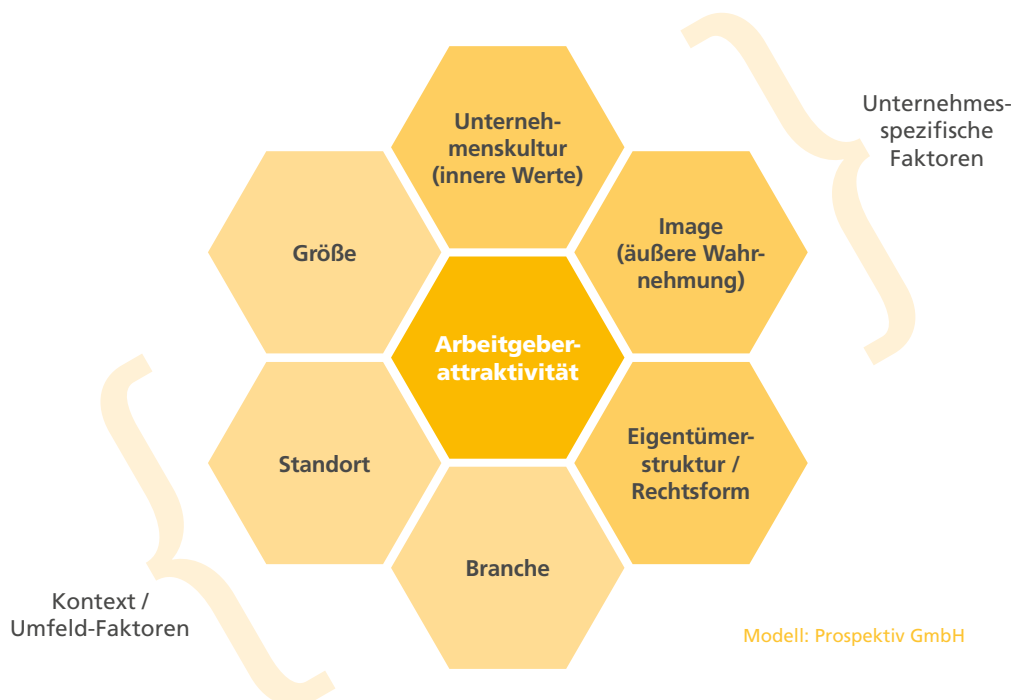 Unterneh-
menskultur
(innere Werte)
Unternehmes-
spezifische
Faktoren
Größe
Image
(äußere Wahr-
nehmung)
Arbeitgeber-
attraktivität
Standort
Eigentümer-
struktur /
Rechtsform
Branche
Kontext /
Umfeld-Faktoren
Modell: Prospektiv GmbH